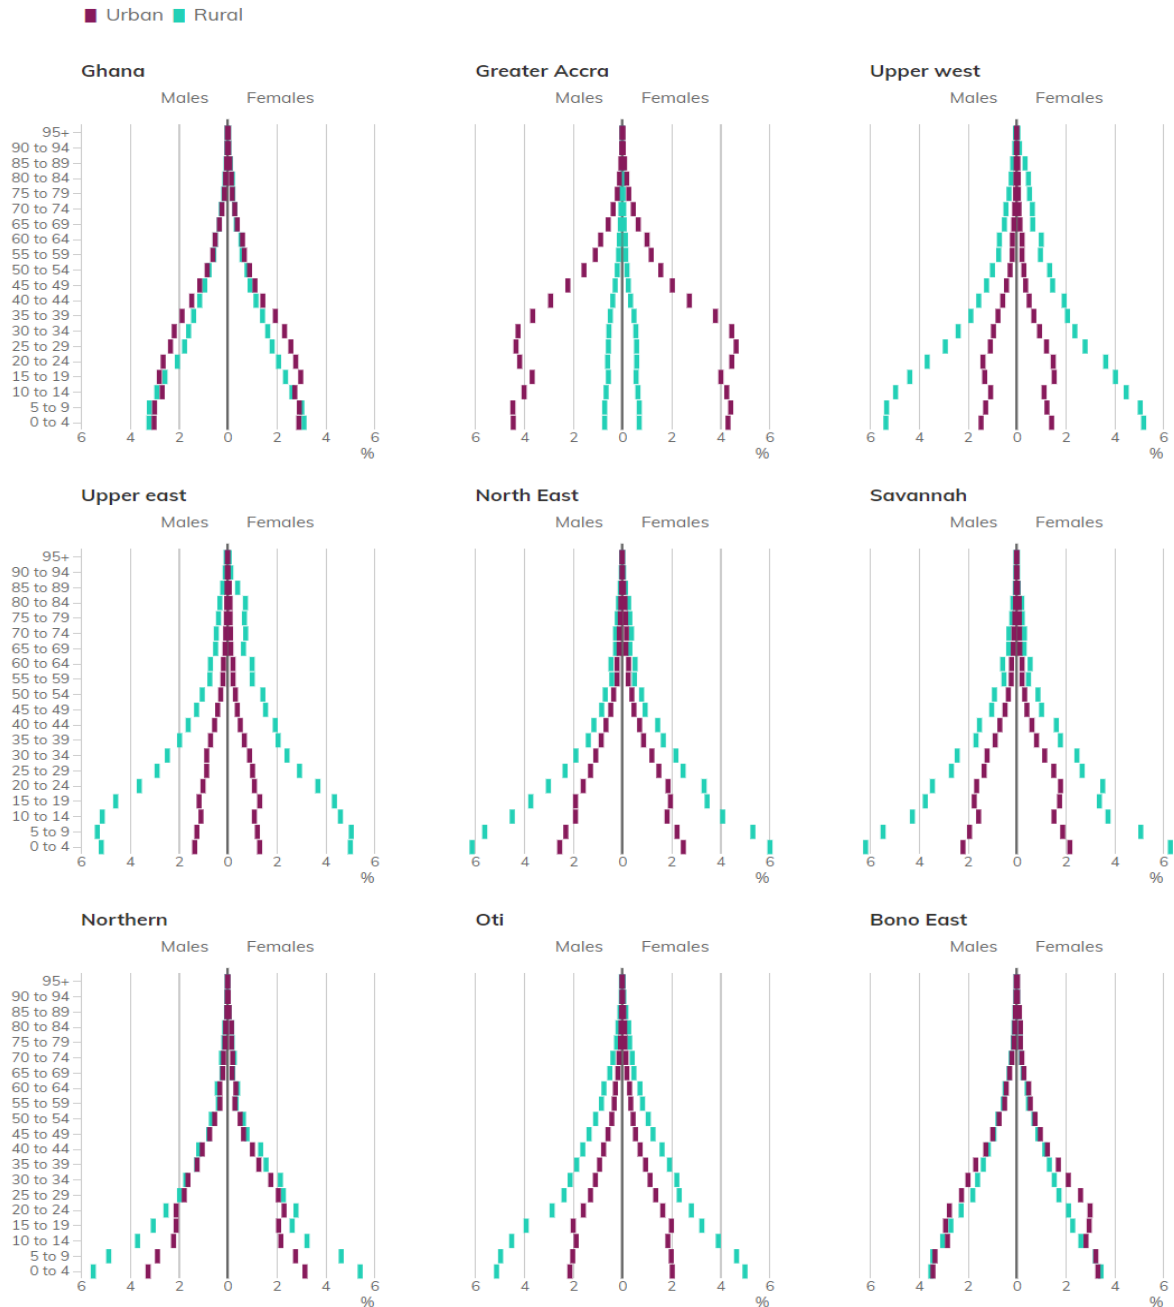 Urban Rural
Ghana Greater Accra Upper west
Males Females Males Females Males Females
95+
90 to 94
85 to 89
80 to 84
75 to 79
70 to 74
65 to 69
60 to 64
55 to 59
50 to 54
45 to 49
40 to 44
35 to 39
30 to 34
25 to 29
20 to 24
15 to 19
10 to 14
5 to 9
0 to 4
6 4 2 0 2 4 6 6 4 2 0 2 4 6 6 4 2 0 2 4 6
% % %
Upper east North East Savannah
Males Females Males Females Males Females
95+
90 to 94
85 to 89
80 to 84
75 to 79
70 to 74
65 to 69
60 to 64
55 to 59
50 to 54
45 to 49
40 to 44
35 to 39
30 to 34
25 to 29
20 to 24
15 to 19
10 to 14
5 to 9
0 to 4
6 4 2 0 2 4 6 6 4 2 0 2 4 6 6 4 2 0 2 4 6
% % %
Northern Oti Bono East
Males Females Males Females Males Females
95+
90 to 94
85 to 89
80 to 84
75 to 79
70 to 74
65 to 69
60 to 64
55 to 59
50 to 54
45 to 49
40 to 44
35 to 39
30 to 34
25 to 29
20 to 24
15 to 19
10 to 14
5 to 9
0 to 4
6 4 2 0 2 4 6 6 4 2 0 2 4 6 6 4 2 0 2 4 6
% % %